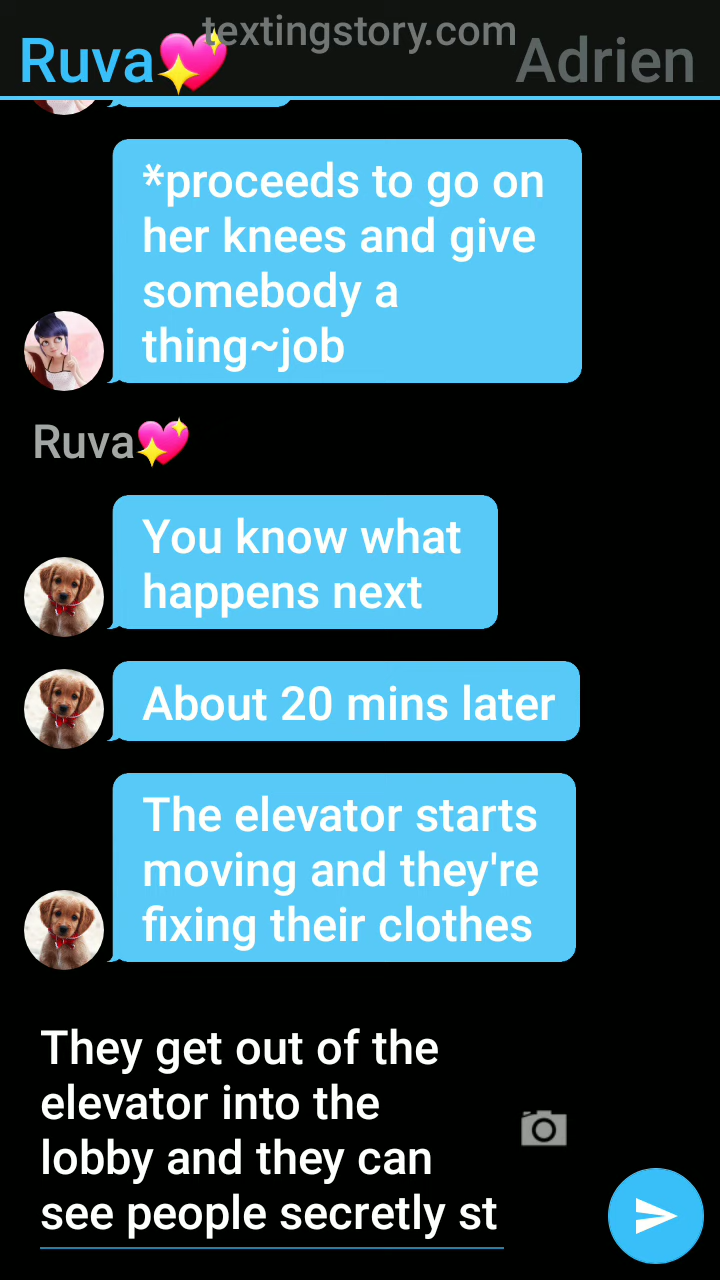 textingstory.com
Ruva💖 Adrien
*proceeds to go on
her knees and give
somebody a
thing~job
Ruva💖
You know what
happens next
About 20 mins later
The elevator starts
moving and they're
fixing their clothes
They get out of the
elevator into the
lobby and they can
see people secretly st